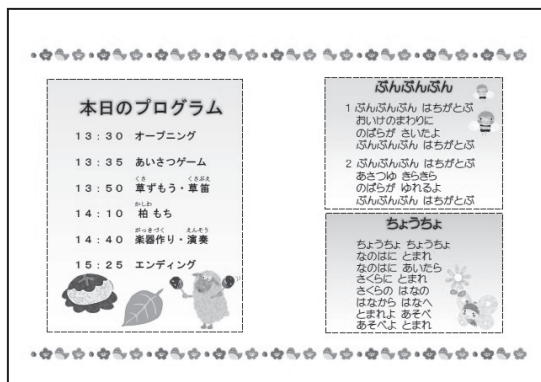 本日のプログラム
13：30 オープニング
13：35 あいさつゲーム
くさ くさぶえ
13：50 草ずもう・草笛
かしわ
14：10 柏もち
がっきづく えんそう
14：40 楽器作り・演奏
15：25 エンディング
ぶんぶんぶん
1 ぶんぶんぶん はちがとぶ
おいけのまわりに
のばらが さいたよ
ぶんぶんぶん はちがとぶ
2 ぶんぶんぶん はちがとぶ
あさつゆ きらきら
のばらが ゆれるよ
ぶんぶんぶん はちがとぶ
ちょうちょ
ちょうちょ ちょうちょ
なのはに とまれ
なのはに あいたら
さくらに とまれ
さくらの はなの
はなから はなへ
とまれよ あそべ
あそべよ とまれ